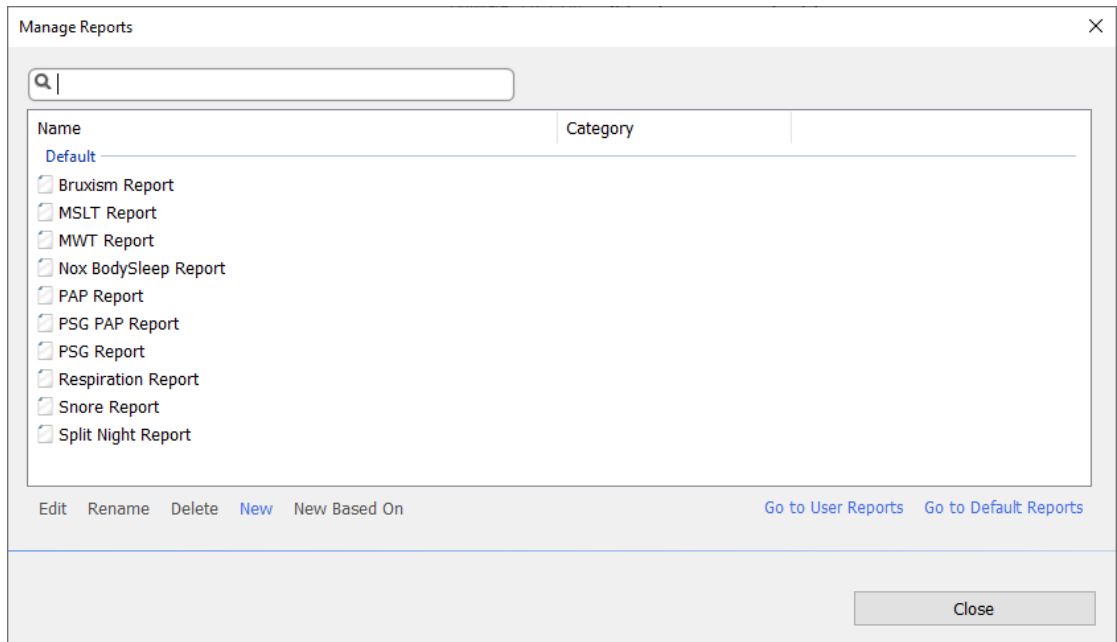 Manage Reports
Name Category
Default
Bruxism Report
MSLT Report
MWT Report
Nox BodySleep Report
PAP Report
PSG PAP Report
PSG Report
Respiration Report
Snore Report
Split Night Report
Edit Rename Delete New New Based On Go to User Reports Go to Default Reports
Close